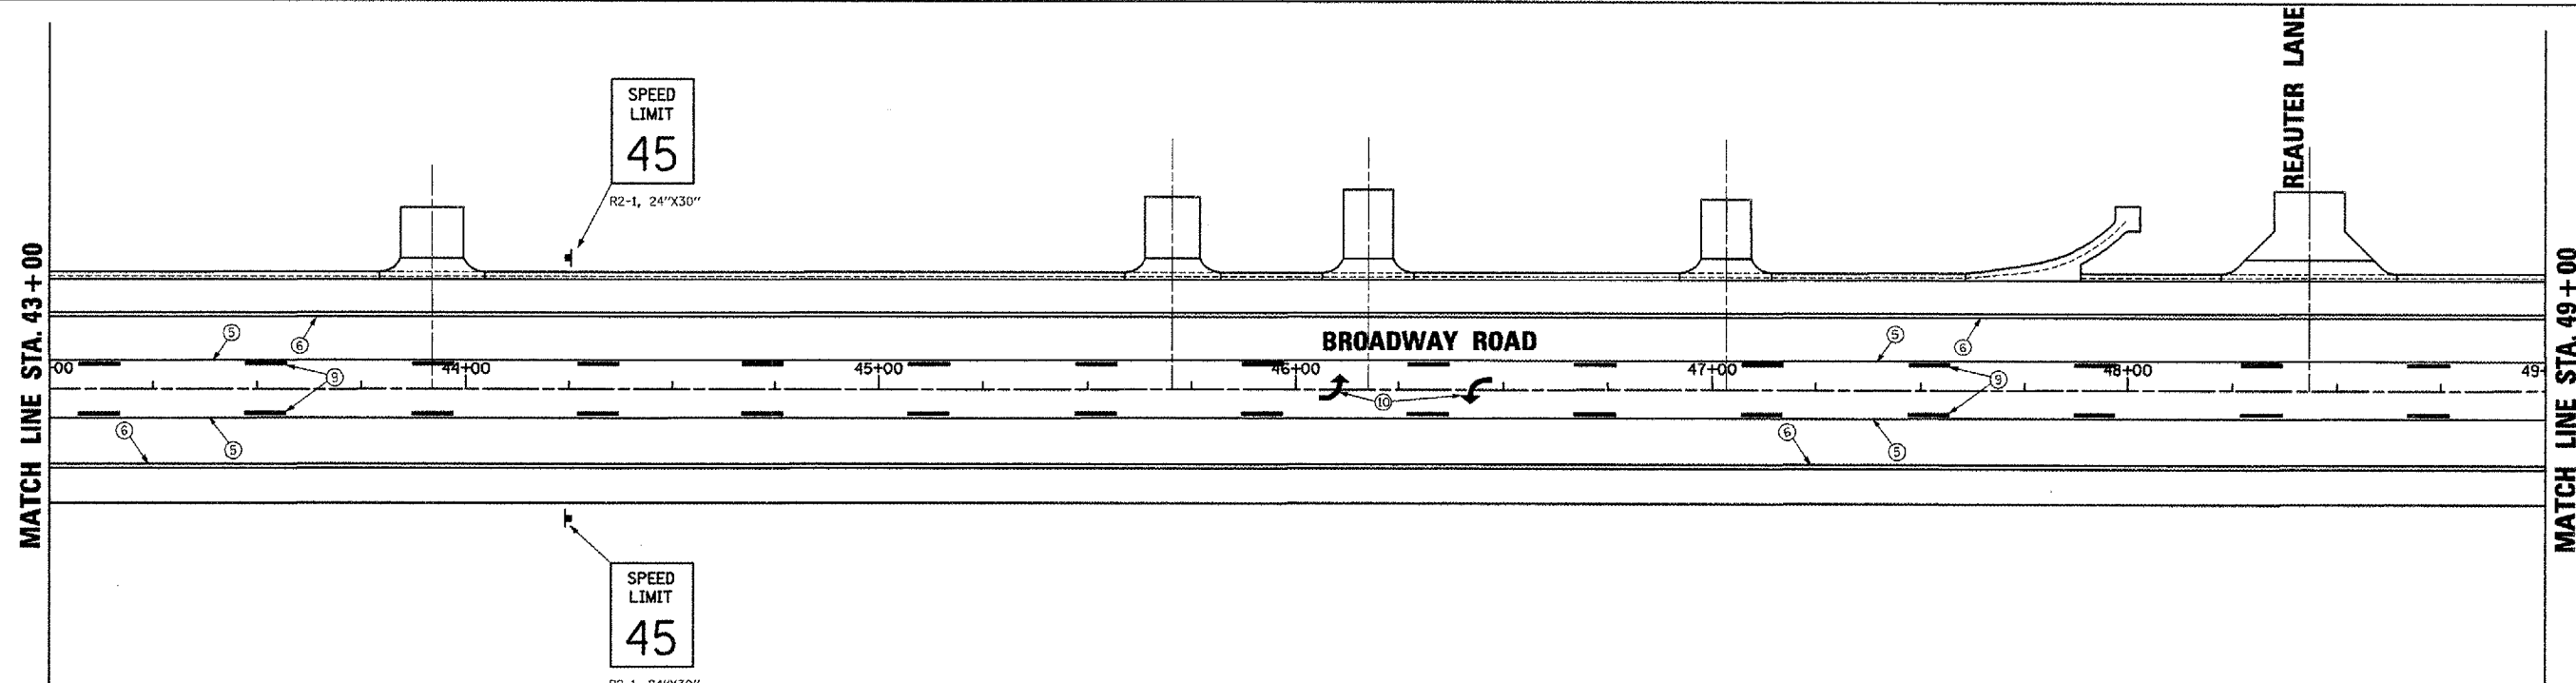 REAUTER LANE
SPEED
LIMIT
45
R2-1, 24"X30"
MATCH LINE STA. 43+00
MATCH LINE STA. 49+00
BROADWAY ROAD
5
6
5
6
00
44+00
45+00
46+00
47+00
48+00
49+
9
10
9
6
5
6
5
SPEED
LIMIT
45